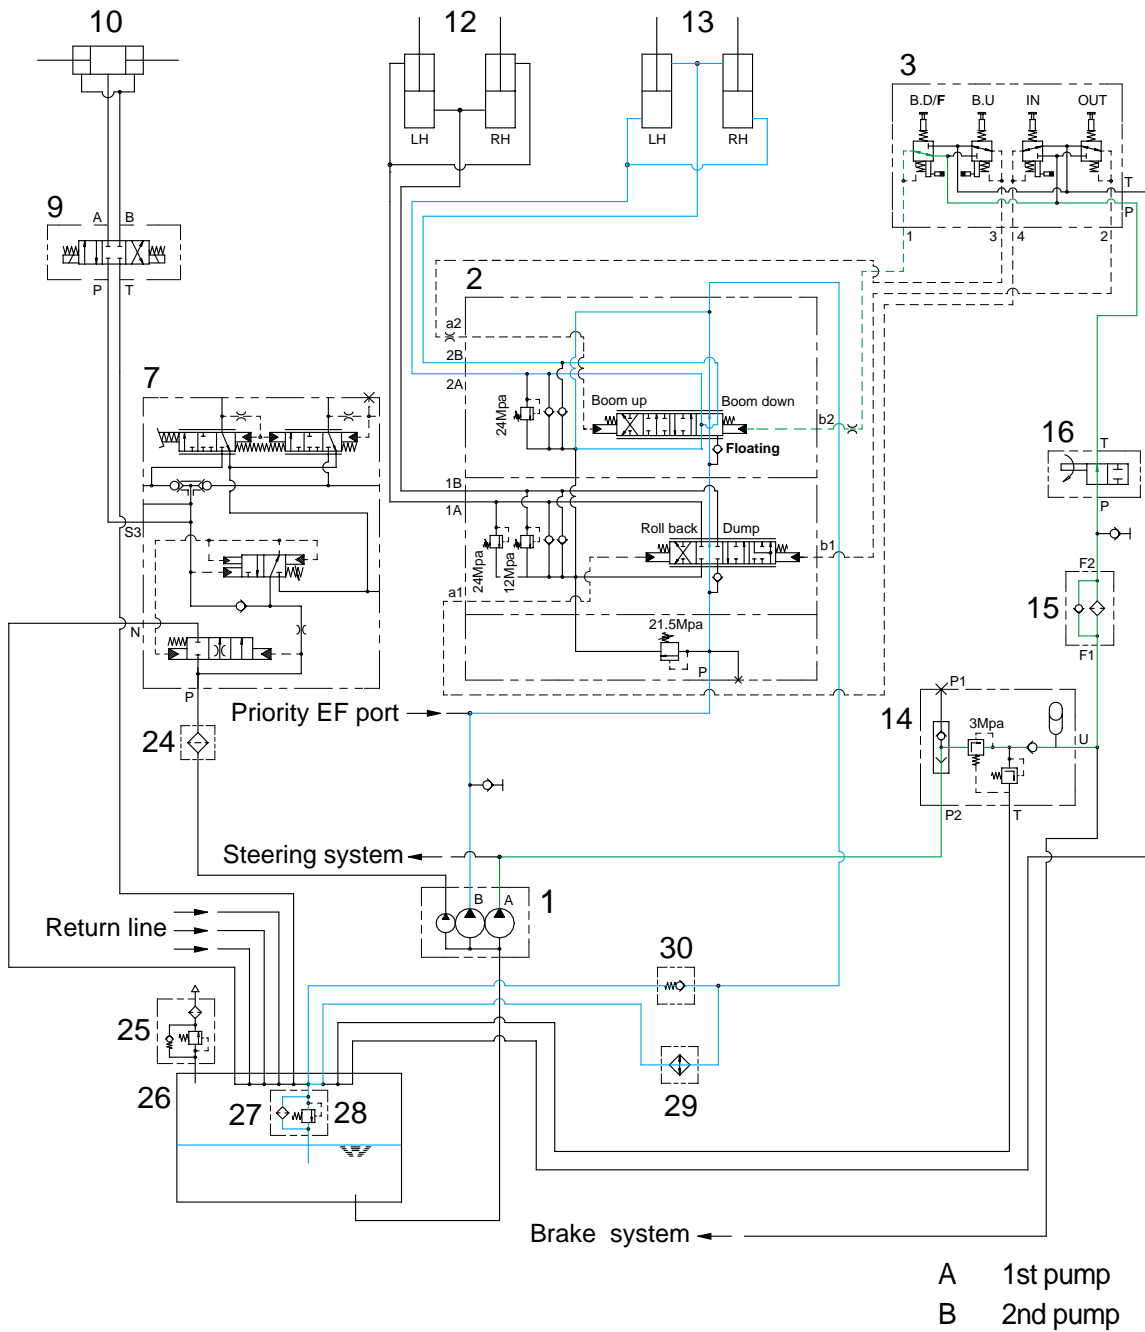 10
12
13
3
B.D/F B.U IN OUT
LH RH
LH RH
T
P
1 3 4 2
9
A B
P T
2
a2
2B
2A
24Mpa
Boom up Boom down
b2
Floating
7
16
T
P
1B
1A
S3
Roll back Dump
24Mpa
12Mpa
b1
a1
F2
15
F1
N
21.5Mpa
P
P
P1
14
3Mpa
U
P2 T
Priority EF port
24
Steering system
B A
1
Return line
30
25
26
27 28
29
Brake system
A 1st pump
B 2nd pump